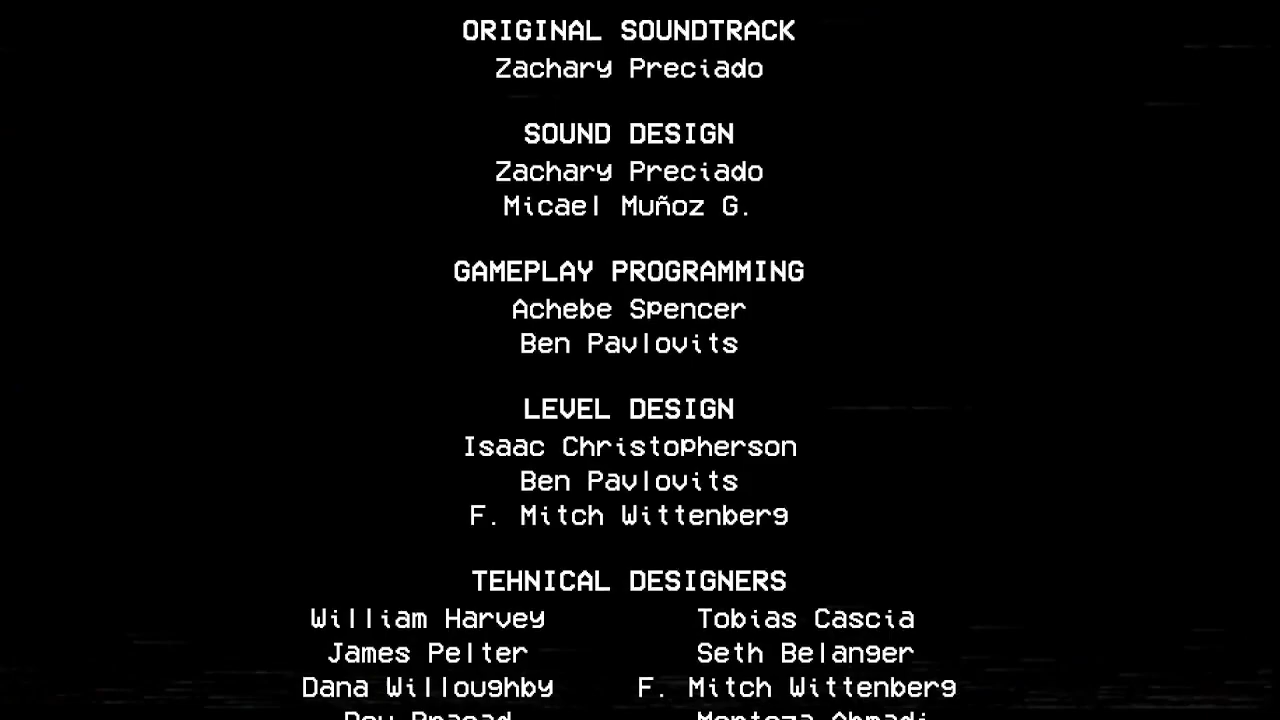 ORIGINAL SOUNDTRACK
Zachary Preciado
SOUND DESIGN
Zachary Preciado
Micael Muñoz G.
GAMEPLAY PROGRAMMING
Achebe Spencer
Ben Pavlovits
LEVEL DESIGN
Isaac Christopherson
Ben Pavlovits
F. Mitch Wittenberg
TEHNICAL DESIGNERS
William Harvey Tobias Cascia
James Pelter Seth Belanger
Dana Willoughby F. Mitch Wittenberg